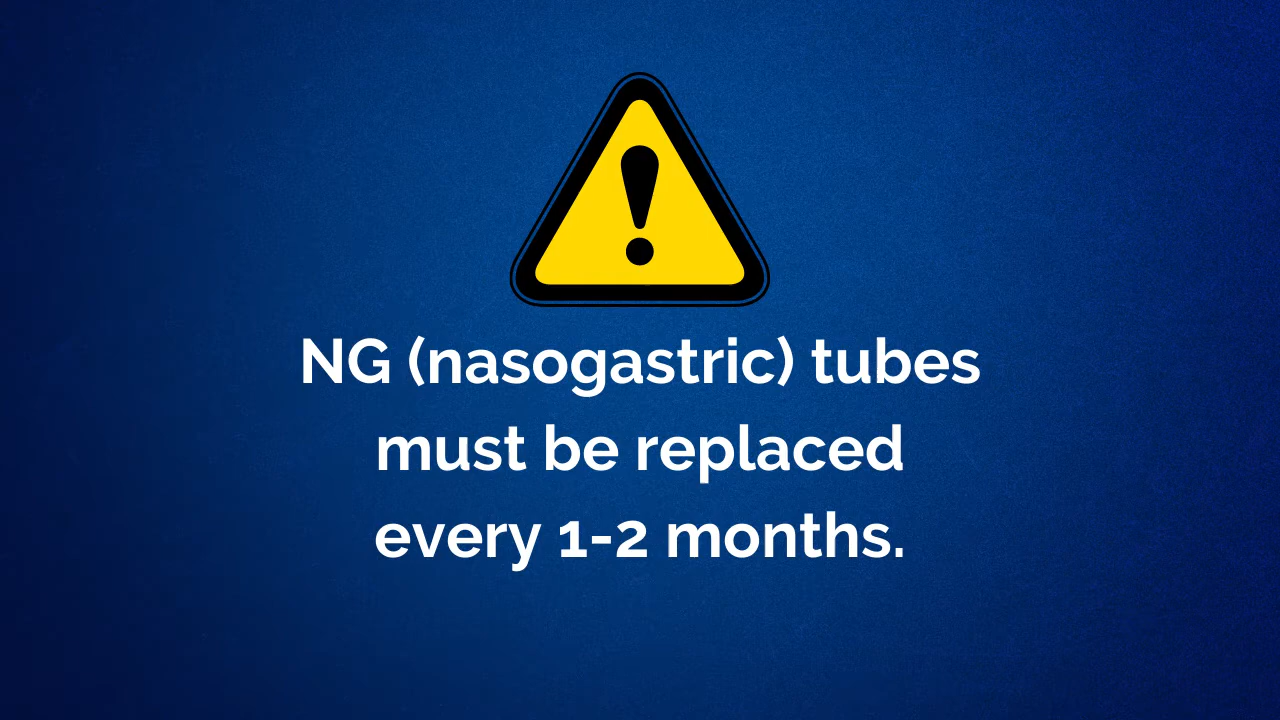 NG (nasogastric) tubes
must be replaced
every 1-2 months.